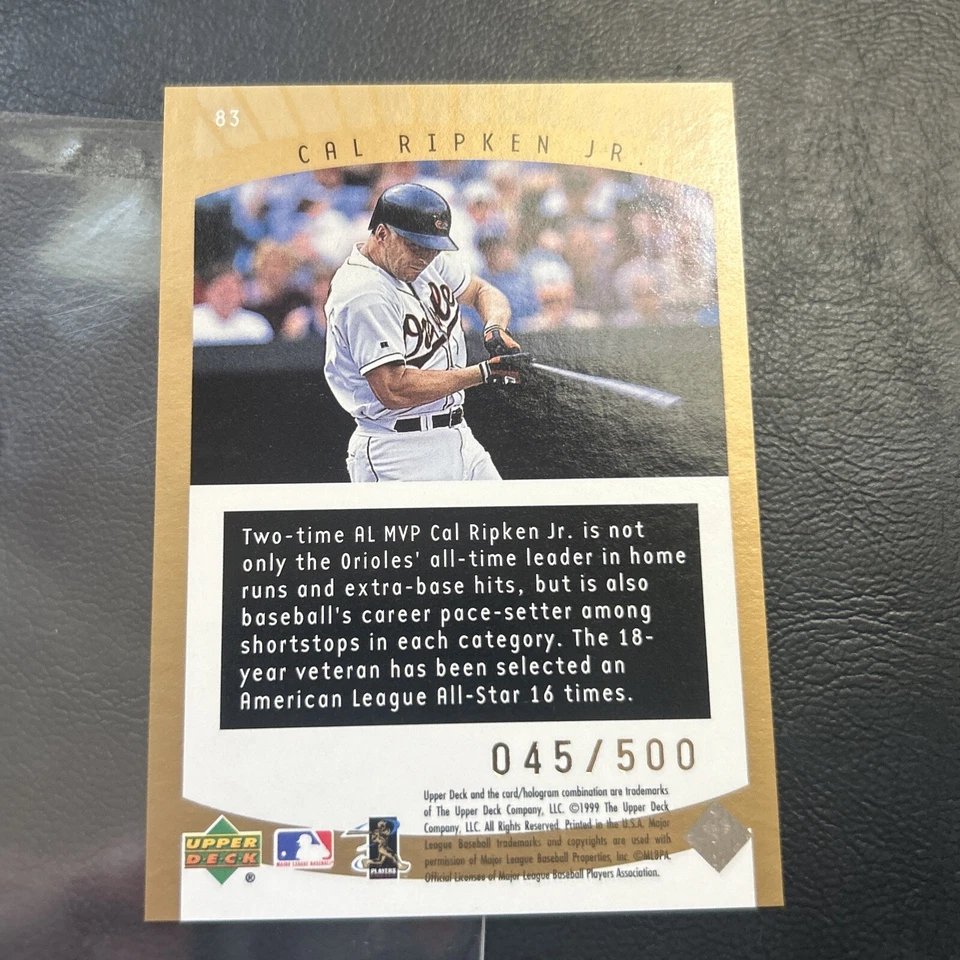 83
CAL RIPKEN JR.
Orioles
Two-time AL MVP Cal Ripken Jr. is not
only the Orioles' all-time leader in home
runs and extra-base hits, but is also
baseball's career pace-setter among
shortstops in each category. The 18-
year veteran has been selected an
American League All-Star 16 times.
045/500
Upper Deck and the card/hologram combination are trademarks
of The Upper Deck Company, LLC. ©1999 The Upper Deck
Company, LLC. All Rights Reserved. Printed in the U.S.A. Major
League Baseball trademarks and copyrights are used with
permission of Major League Baseball Properties, Inc. ©MLBPA
Official Licensee of Major League Baseball Players Association.
UPPER
DECK
®
MAJOR LEAGUE BASEBALL
PLAYERS